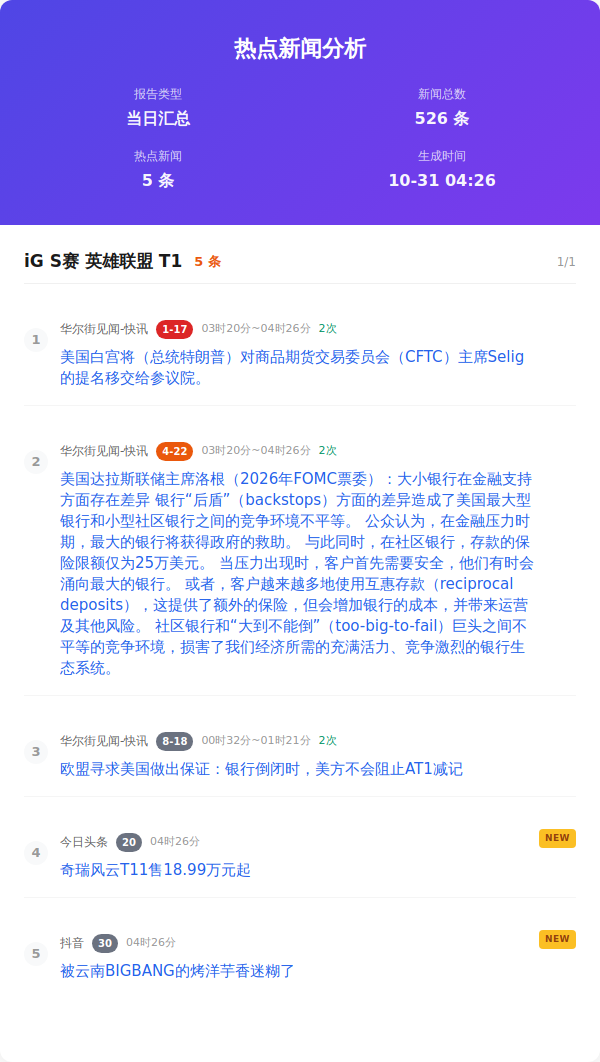 热点新闻分析
报告类型
当日汇总
新闻总数
526 条
热点新闻
5 条
生成时间
10-31 04:26
iG S赛 英雄联盟 T1 5 条 1/1
1
华尔街见闻-快讯 1-17 03时20分~04时26分 2次
美国白宫将（总统特朗普）对商品期货交易委员会（CFTC）主席Selig
的提名移交给参议院。
2
华尔街见闻-快讯 4-22 03时20分~04时26分 2次
美国达拉斯联储主席洛根（2026年FOMC票委）：大小银行在金融支持
方面存在差异 银行“后盾”（backstops）方面的差异造成了美国最大型
银行和小型社区银行之间的竞争环境不平等。 公众认为，在金融压力时
期，最大的银行将获得政府的救助。 与此同时，在社区银行，存款的保
险限额仅为25万美元。 当压力出现时，客户首先需要安全，他们有时会
涌向最大的银行。 或者，客户越来越多地使用互惠存款（reciprocal
deposits），这提供了额外的保险，但会增加银行的成本，并带来运营
及其他风险。 社区银行和“大到不能倒”（too-big-to-fail）巨头之间不
平等的竞争环境，损害了我们经济所需的充满活力、竞争激烈的银行生
态系统。
3
华尔街见闻-快讯 8-18 00时32分~01时21分 2次
欧盟寻求美国做出保证：银行倒闭时，美方不会阻止AT1减记
4
今日头条 20 04时26分 NEW
奇瑞风云T11售18.99万元起
5
抖音 30 04时26分 NEW
被云南BIGBANG的烤洋芋香迷糊了